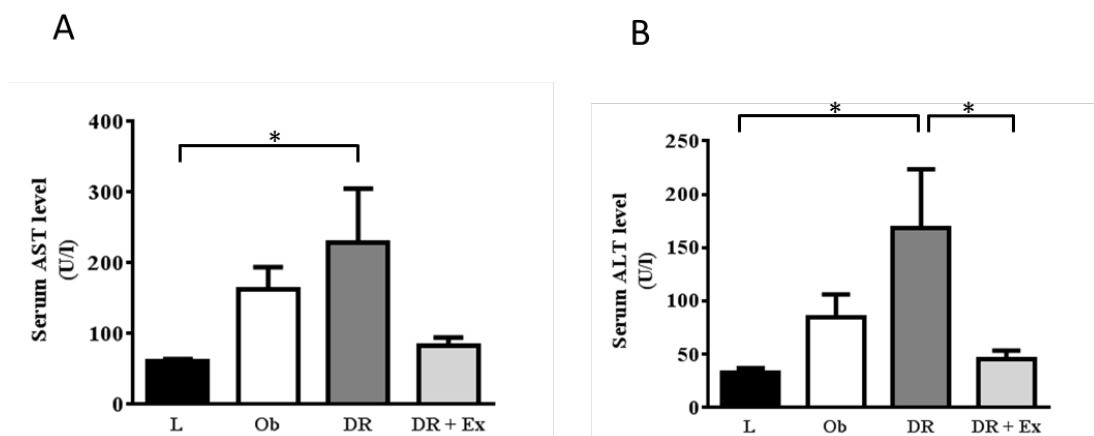 A
Serum AST level
(U/l)
400
300
200
100
0
*
L Ob DR DR + Ex
B
Serum ALT level
(U/l)
250
200
150
100
50
0
* *
L Ob DR DR + Ex